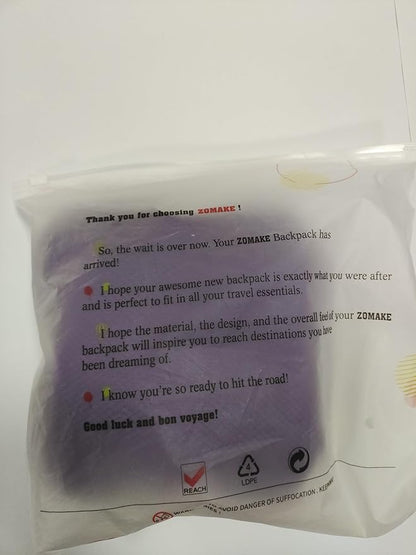 Thank you for choosing ZOMAKE !
So, the wait is over now. Your ZOMAKE Backpack has
arrived!
I hope your awesome new backpack is exactly what you were after
and is perfect to fit in all your travel essentials.
I hope the material, the design, and the overall feel of your ZOMAKE
backpack will inspire you to reach destinations you have
been dreaming of.
I know you're so ready to hit the road!
Good luck and bon voyage!
REACH
4
LDPE
TO AVOID DANGER OF SUFFOCATION, KEEP